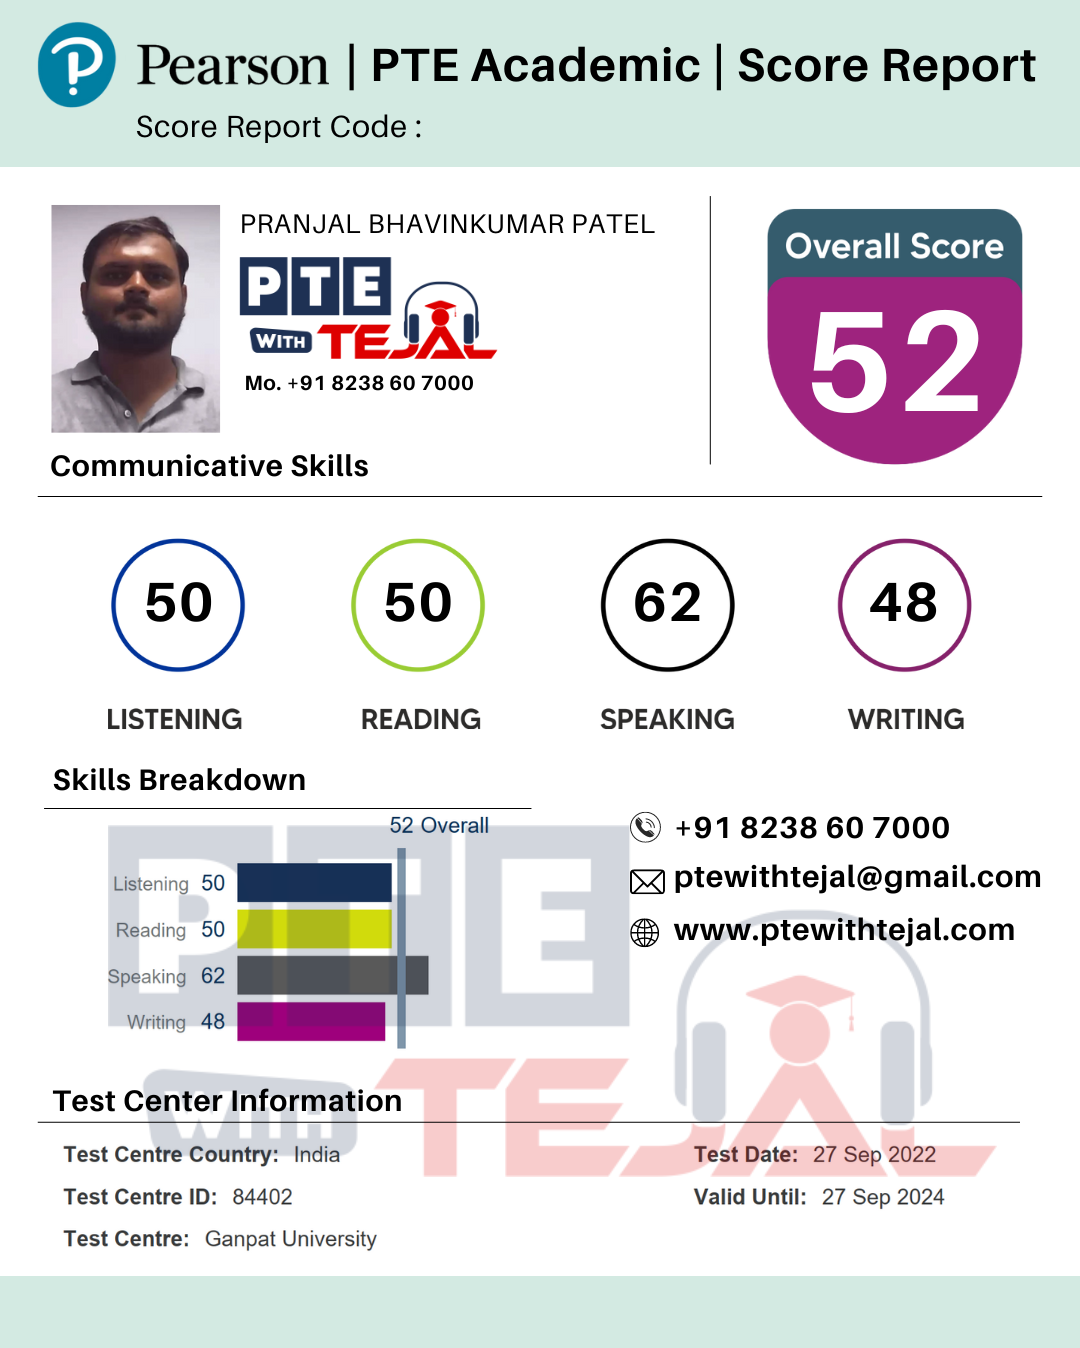 Pearson | PTE Academic | Score Report
Score Report Code :
PRANJAL BHAVINKUMAR PATEL
PTE
WITH TEJAL
Mo. +91 8238 60 7000
Overall Score
52
Communicative Skills
50 50 62 48
LISTENING READING SPEAKING WRITING
Skills Breakdown
52 Overall
Listening 50
Reading 50
Speaking 62
Writing 48
+91 8238 60 7000
ptewithtejal@gmail.com
www.ptewithtejal.com
PTE
WITH TEJAL
Test Center Information
Test Centre Country: India
Test Centre ID: 84402
Test Centre: Ganpat University
Test Date: 27 Sep 2022
Valid Until: 27 Sep 2024